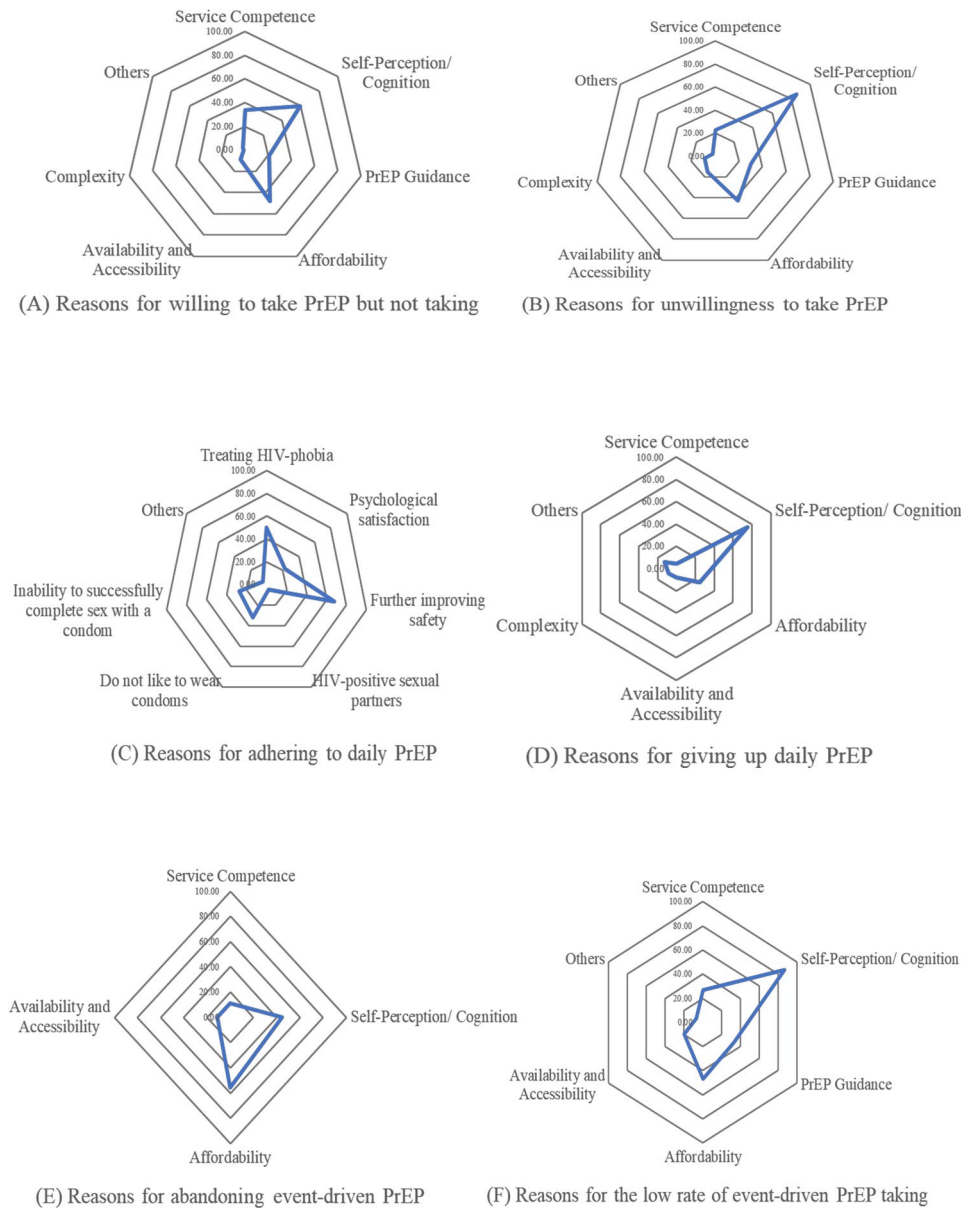 Service Competence
100.00
80.00
60.00
40.00
20.00
0.00
Self-Perception/
Cognition
PrEP Guidance
Affordability
Availability and
Accessibility
Complexity
Others
(A) Reasons for willing to take PrEP but not taking
Service Competence
100.00
80.00
60.00
40.00
20.00
0.00
Self-Perception/
Cognition
PrEP Guidance
Affordability
Availability and
Accessibility
Complexity
Others
(B) Reasons for unwillingness to take PrEP
Treating HIV-phobia
100.00
80.00
60.00
40.00
20.00
0.00
Psychological
satisfaction
Further improving
safety
HIV-positive sexual
partners
Do not like to wear
condoms
Inability to successfully
complete sex with a
condom
Others
(C) Reasons for adhering to daily PrEP
Service Competence
100.00
80.00
60.00
40.00
20.00
0.00
Self-Perception/ Cognition
Affordability
Availability and
Accessibility
Complexity
Others
(D) Reasons for giving up daily PrEP
Service Competence
100.00
80.00
60.00
40.00
20.00
0.00
Self-Perception/ Cognition
Affordability
Availability and
Accessibility
(E) Reasons for abandoning event-driven PrEP
Service Competence
100.00
80.00
60.00
40.00
20.00
0.00
Self-Perception/ Cognition
PrEP Guidance
Affordability
Availability and
Accessibility
Others
(F) Reasons for the low rate of event-driven PrEP taking